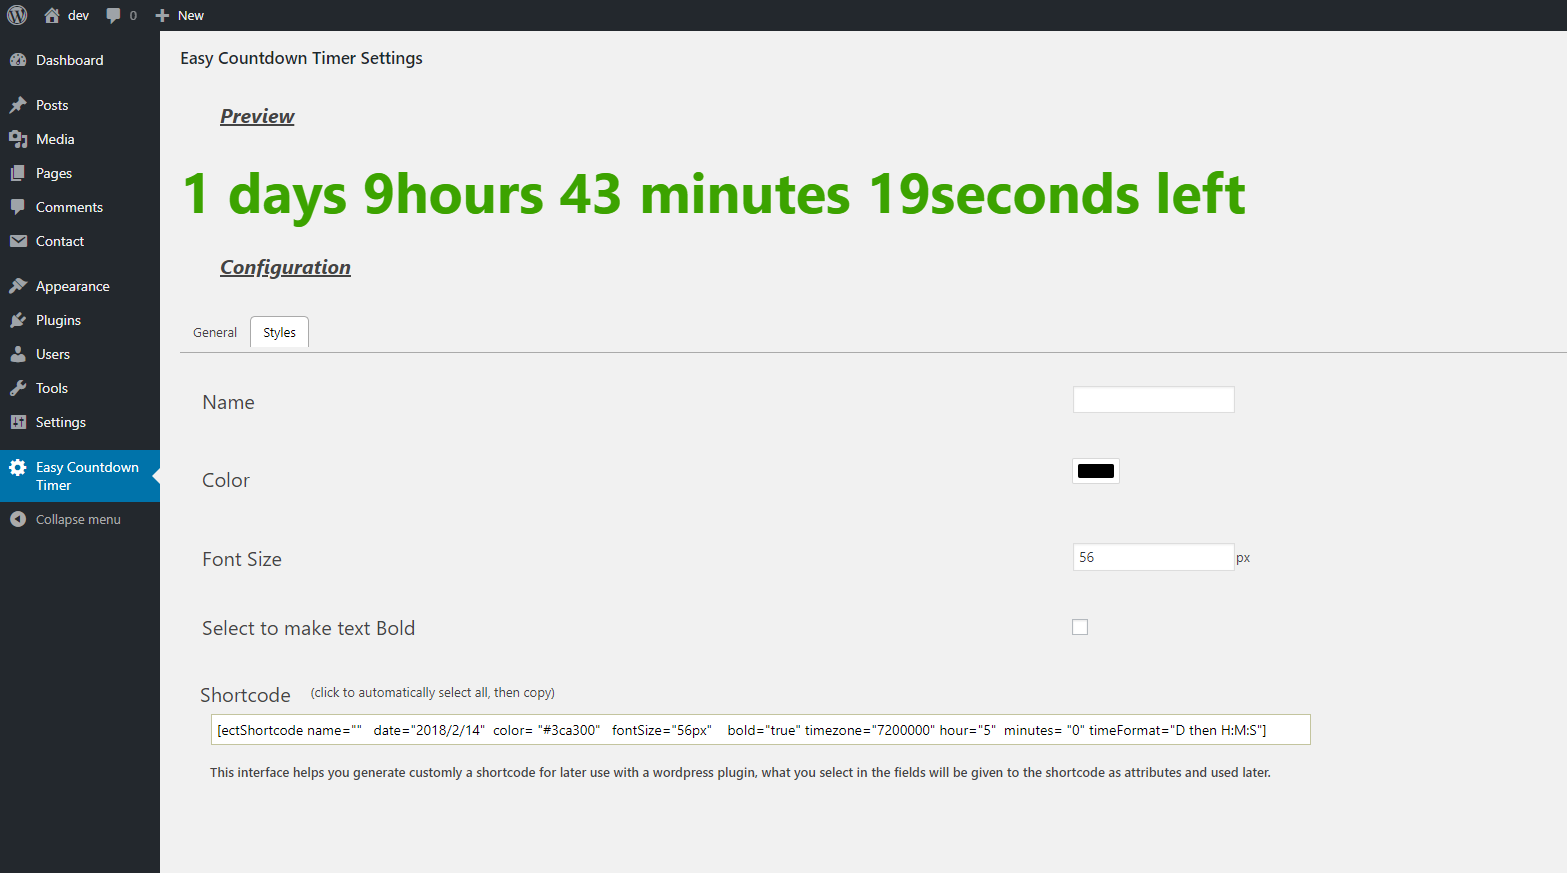 dev
0
New
Dashboard
Posts
Media
Pages
Comments
Contact
Appearance
Plugins
Users
Tools
Settings
Easy Countdown
Timer
Collapse menu
Easy Countdown Timer Settings
Preview
1 days 9hours 43 minutes 19seconds left
Configuration
General Styles
Name
Color
Font Size 56 px
Select to make text Bold
Shortcode (click to automatically select all, then copy)
[ectShortcode name=""   date="2018/2/14"  color= "#3ca300"   fontSize="56px"    bold="true" timezone="7200000" hour="5"  minutes= "0" timeFormat="D then H:M:S"]
This interface helps you generate customly a shortcode for later use with a wordpress plugin, what you select in the fields will be given to the shortcode as attributes and used later.